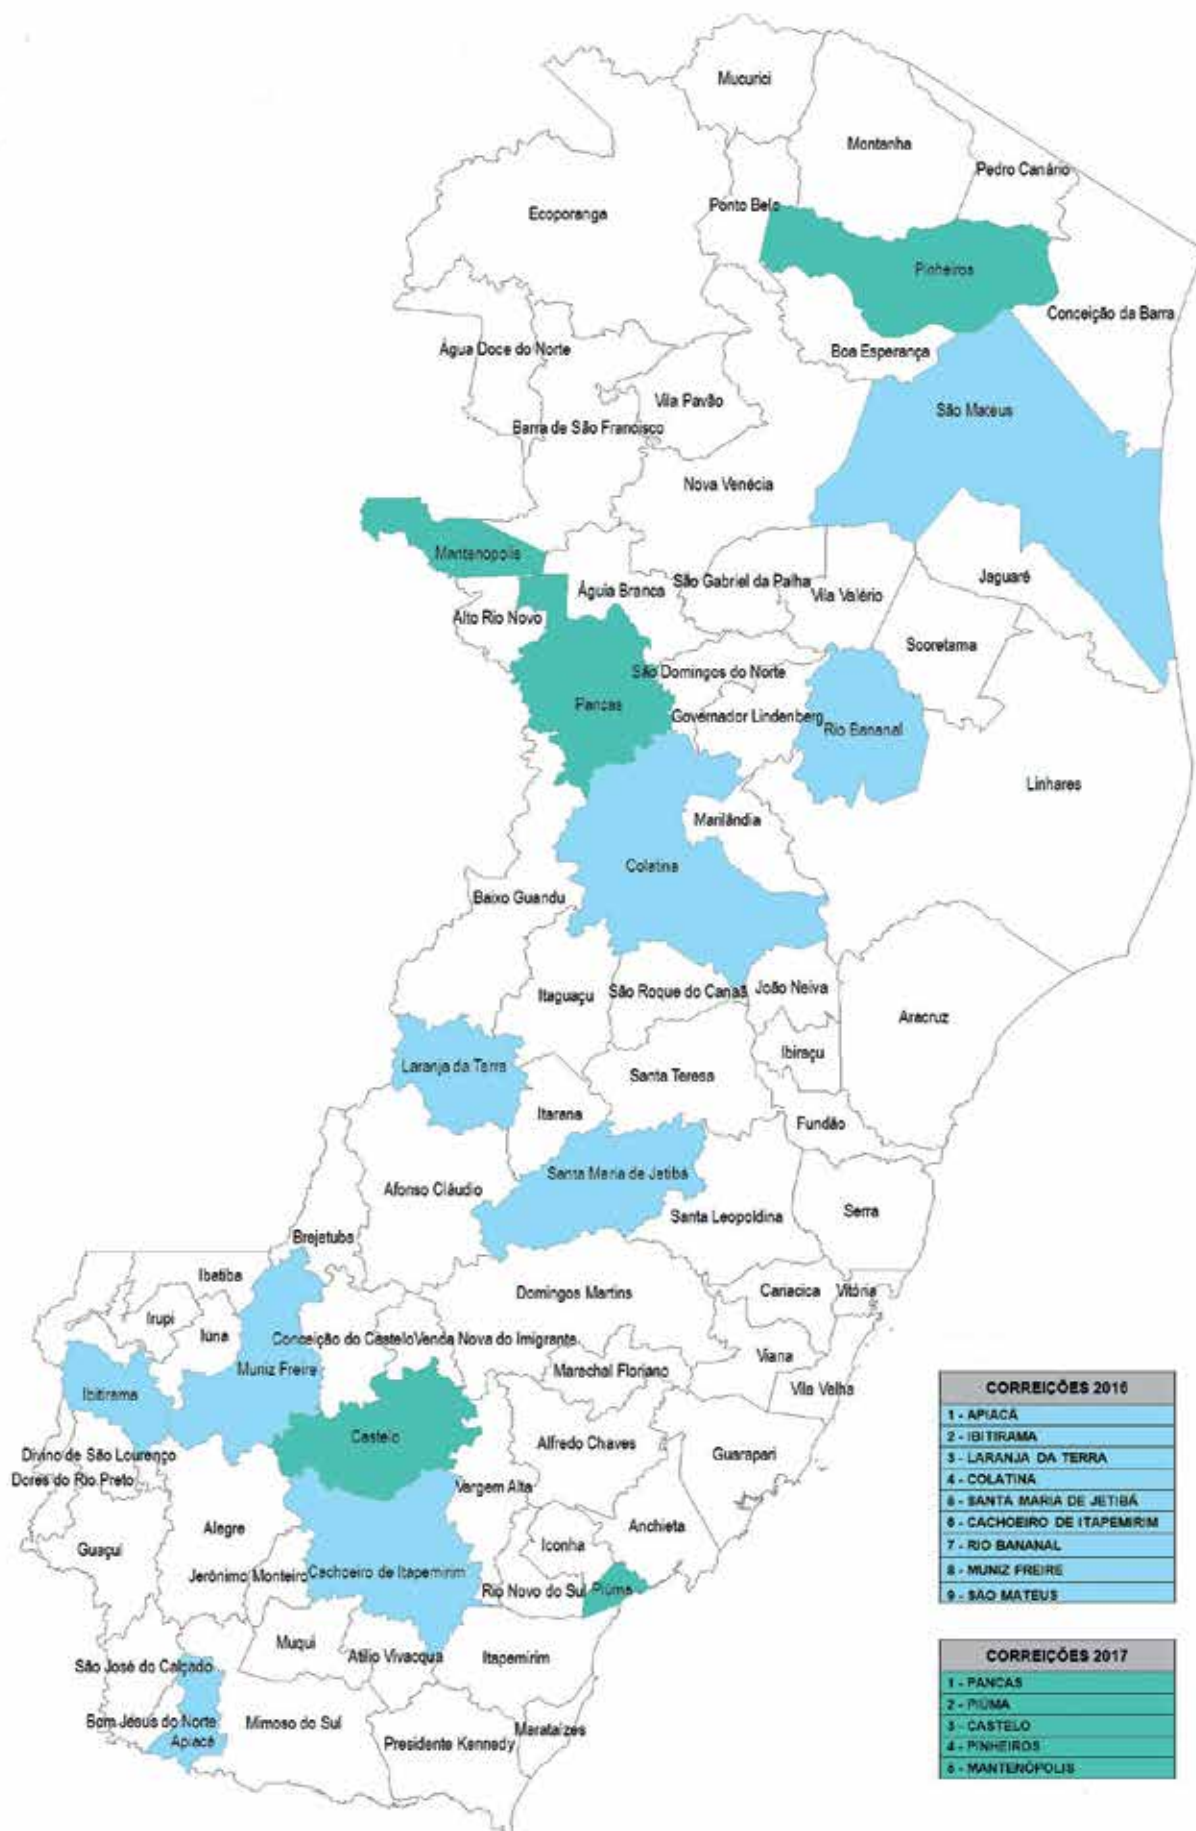 Mucurici
Montanha
Pedro Canário
Ecoporanga
Ponto Belo
Pinheiros
Conceição da Barra
Água Doce do Norte
Boa Esperança
Vila Pavão
São Mateus
Barra de São Francisco
Nova Venécia
Mantenopolis
Águia Branca
São Gabriel da Palha
Jaguaré
Vila Valério
Alto Rio Novo
Sooretama
São Domingos do Norte
Pancas
Governador Lindenberg
Rio Bananal
Linhares
Marilândia
Colatina
Baixo Guandu
Itaguaçu
São Roque do Canaã
João Neiva
Aracruz
Ibiraçu
Laranja da Terra
Santa Teresa
Itarana
Fundão
Santa Maria de Jetibá
Afonso Cláudio
Santa Leopoldina
Serra
Brejetuba
Ibatiba
Domingos Martins
Cariacica
Vitória
Irupi
Iúna
Conceição do Castelo
Venda Nova do Imigrante
Muniz Freire
Marechal Floriano
Viana
Vila Velha
Ibitirama
Castelo
Alfredo Chaves
Guarapari
Divino de São Lourenço
Dores do Rio Preto
Vargem Alta
Anchieta
Alegre
Guaçuí
Iconha
Jerônimo Monteiro
Cachoeiro de Itapemirim
Rio Novo do Sul
Piúma
Muqui
Atilio Vivacqua
Itapemirim
São José do Calçado
Bom Jesus do Norte
Apiacá
Mimoso do Sul
Presidente Kennedy
Marataízes
CORREIÇÕES 2016
1 - APIACÁ
2 - IBITIRAMA
3 - LARANJA DA TERRA
4 - COLATINA
5 - SANTA MARIA DE JETIBÁ
6 - CACHOEIRO DE ITAPEMIRIM
7 - RIO BANANAL
8 - MUNIZ FREIRE
9 - SAO MATEUS
CORREIÇÕES 2017
1 - PANCAS
2 - PIÚMA
3 - CASTELO
4 - PINHEIROS
5 - MANTENÓPOLIS